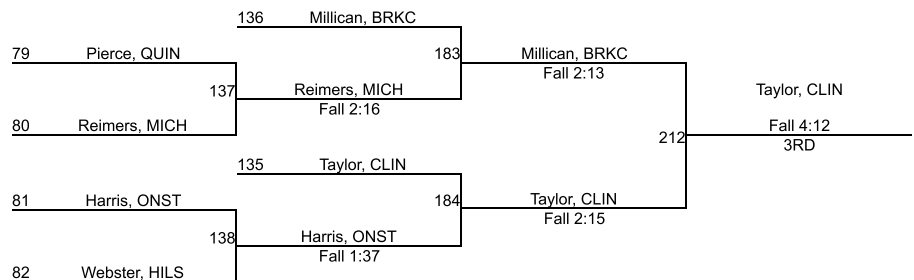 136 Millican, BRKC
79 Pierce, QUIN
183 Millican, BRKC
Fall 2:13
137 Reimers, MICH
Fall 2:16
Taylor, CLIN
80 Reimers, MICH
Fall 4:12
212
3RD
135 Taylor, CLIN
81 Harris, ONST
184 Taylor, CLIN
Fall 2:15
138 Harris, ONST
Fall 1:37
82 Webster, HILS